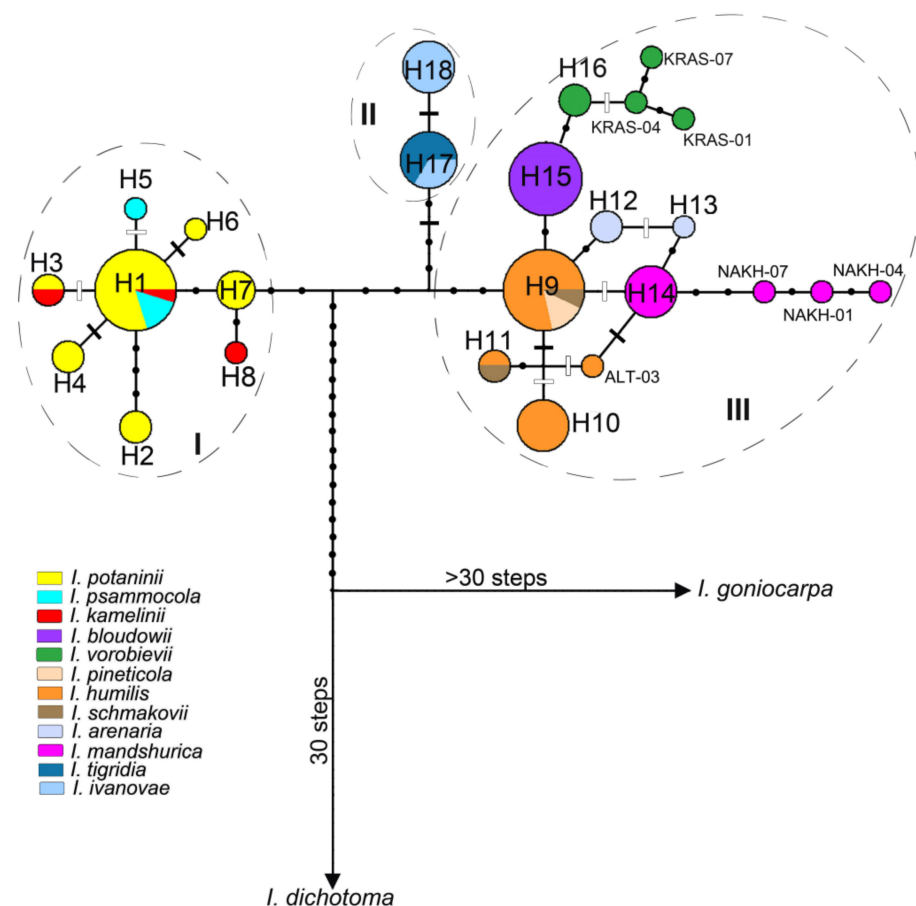 H18
KRAS-07
H16
II
KRAS-04
KRAS-01
H17
H15
H5
H6
H12
H13
H3
H1
H7
H9
H14
NAKH-07
NAKH-04
NAKH-01
H11
H4
H8
ALT-03
III
H10
H2
I
>30 steps
I. goniocarpa
I. potaninii
I. psammocola
I. kamelinii
I. bloudowii
I. vorobievii
I. pineticola
I. humilis
I. schmakovii
I. arenaria
I. mandshurica
I. tigridia
I. ivanovae
30 steps
I. dichotoma